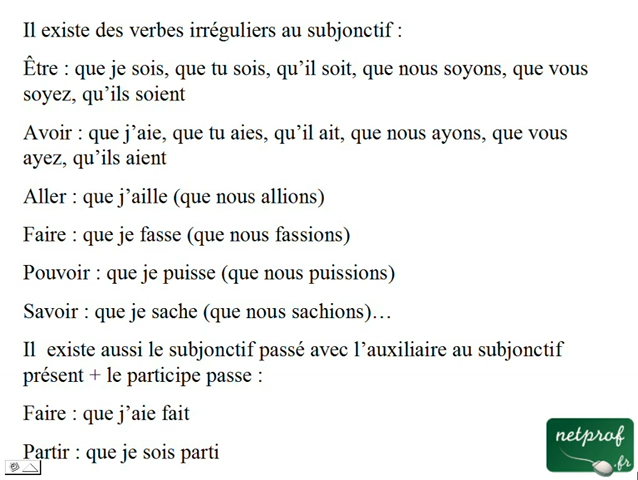 Il existe des verbes irréguliers au subjonctif :
Être : que je sois, que tu sois, qu’il soit, que nous soyons, que vous
soyez, qu’ils soient
Avoir : que j’aie, que tu aies, qu’il ait, que nous ayons, que vous
ayez, qu’ils aient
Aller : que j’aille (que nous allions)
Faire : que je fasse (que nous fassions)
Pouvoir : que je puisse (que nous puissions)
Savoir : que je sache (que nous sachions)…
Il existe aussi le subjonctif passé avec l’auxiliaire au subjonctif
présent + le participe passe :
Faire : que j’aie fait
Partir : que je sois parti
netprof
.fr